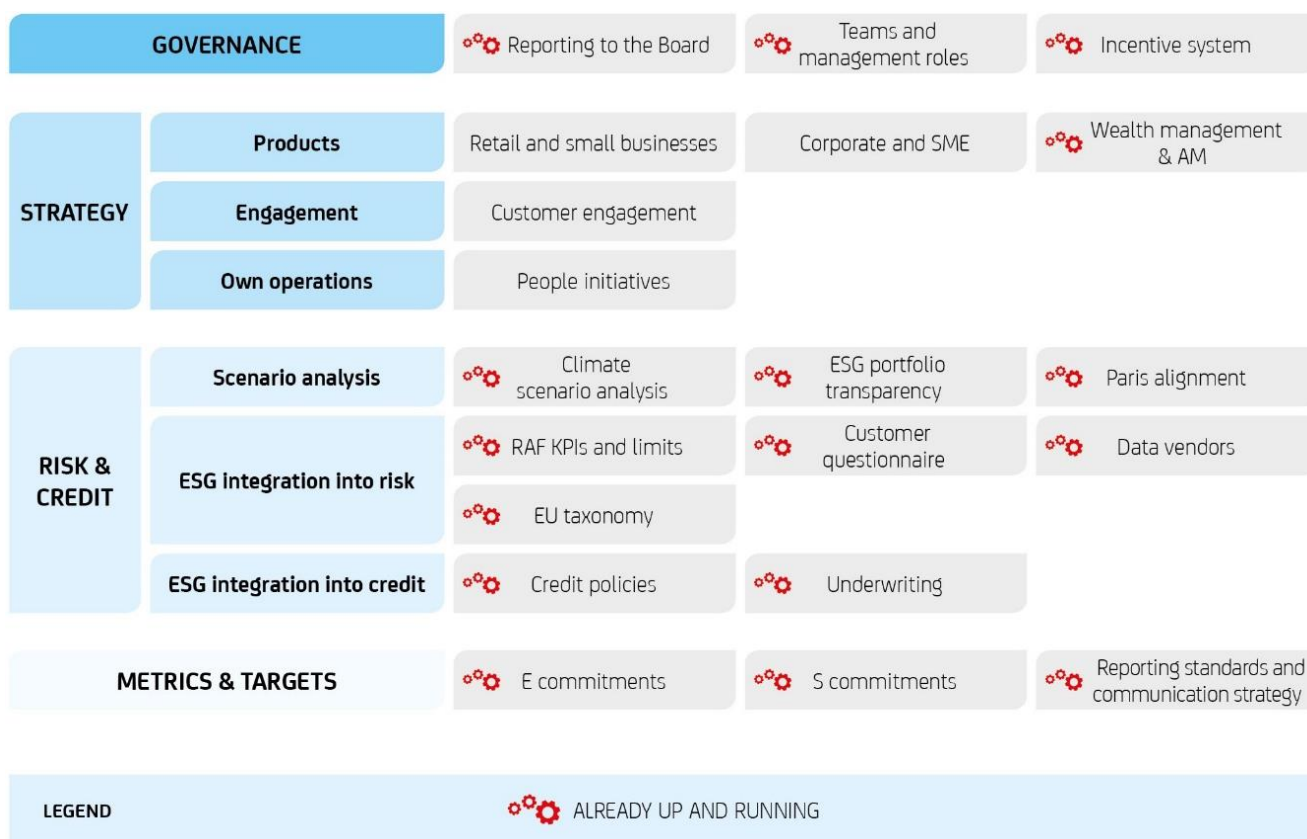 GOVERNANCE
Reporting to the Board
Teams and
management roles
Incentive system
STRATEGY
Products
Retail and small businesses
Corporate and SME
Wealth management
& AM
Engagement
Customer engagement
Own operations
People initiatives
RISK &
CREDIT
Scenario analysis
Climate
scenario analysis
ESG portfolio
transparency
Paris alignment
ESG integration into risk
RAF KPIs and limits
Customer
questionnaire
Data vendors
EU taxonomy
ESG integration into credit
Credit policies
Underwriting
METRICS & TARGETS
E commitments
S commitments
Reporting standards and
communication strategy
LEGEND
ALREADY UP AND RUNNING